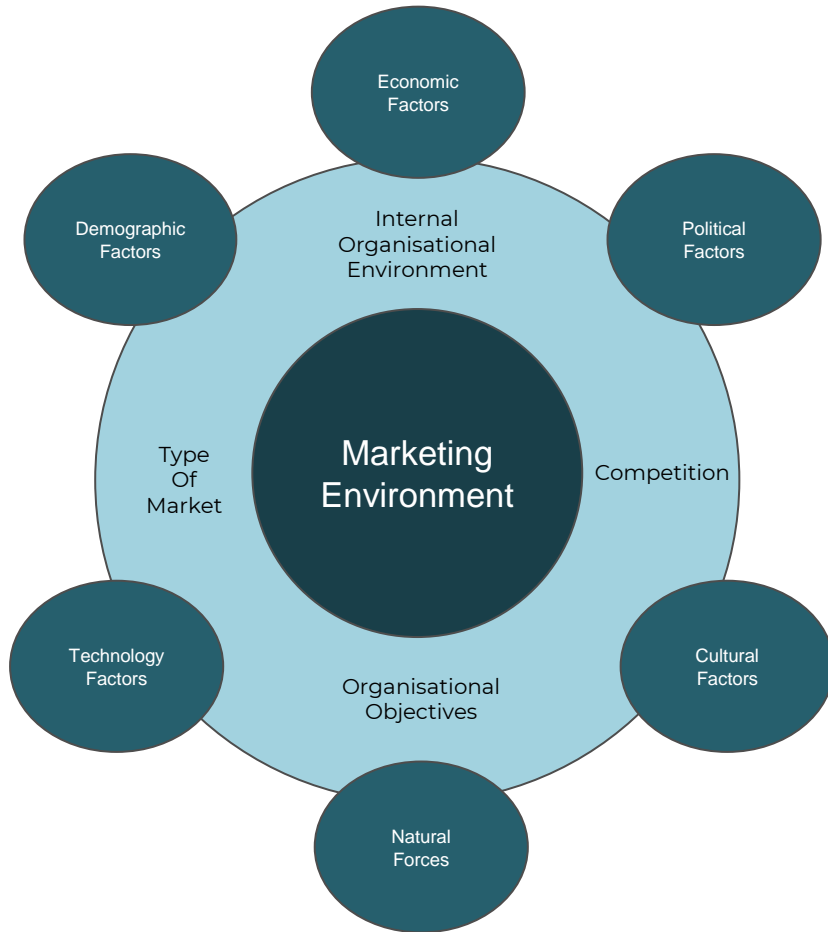 Economic
Factors
Demographic
Factors
Political
Factors
Internal
Organisational
Environment
Type
Of
Market
Marketing
Environment
Competition
Technology
Factors
Cultural
Factors
Organisational
Objectives
Natural
Forces